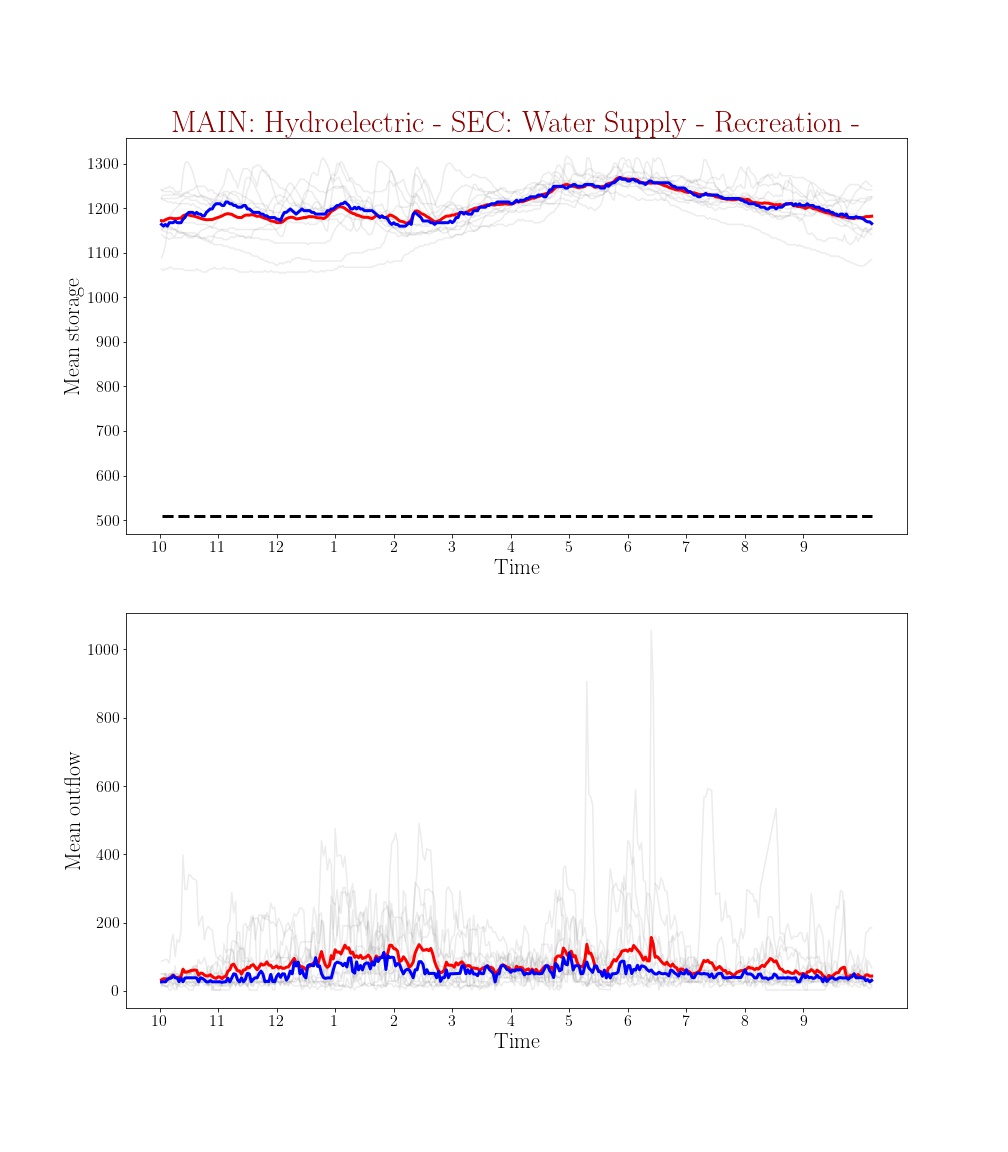 MAIN: Hydroelectric - SEC: Water Supply - Recreation -
1300
1200
1100
1000
900
800
700
600
500
Mean storage
10 11 12 1 2 3 4 5 6 7 8 9
Time
1000
800
600
400
200
0
Mean outflow
10 11 12 1 2 3 4 5 6 7 8 9
Time